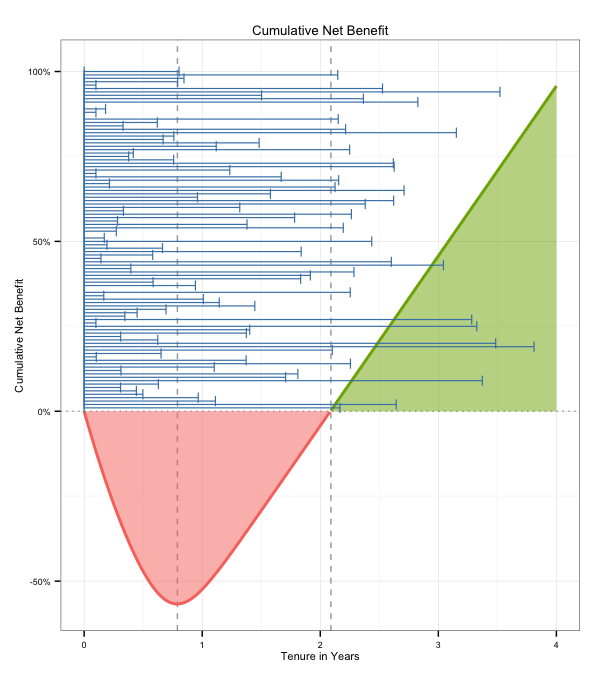 Cumulative Net Benefit
Cumulative Net Benefit
100%
50%
0%
-50%
0 1 2 3 4
Tenure in Years